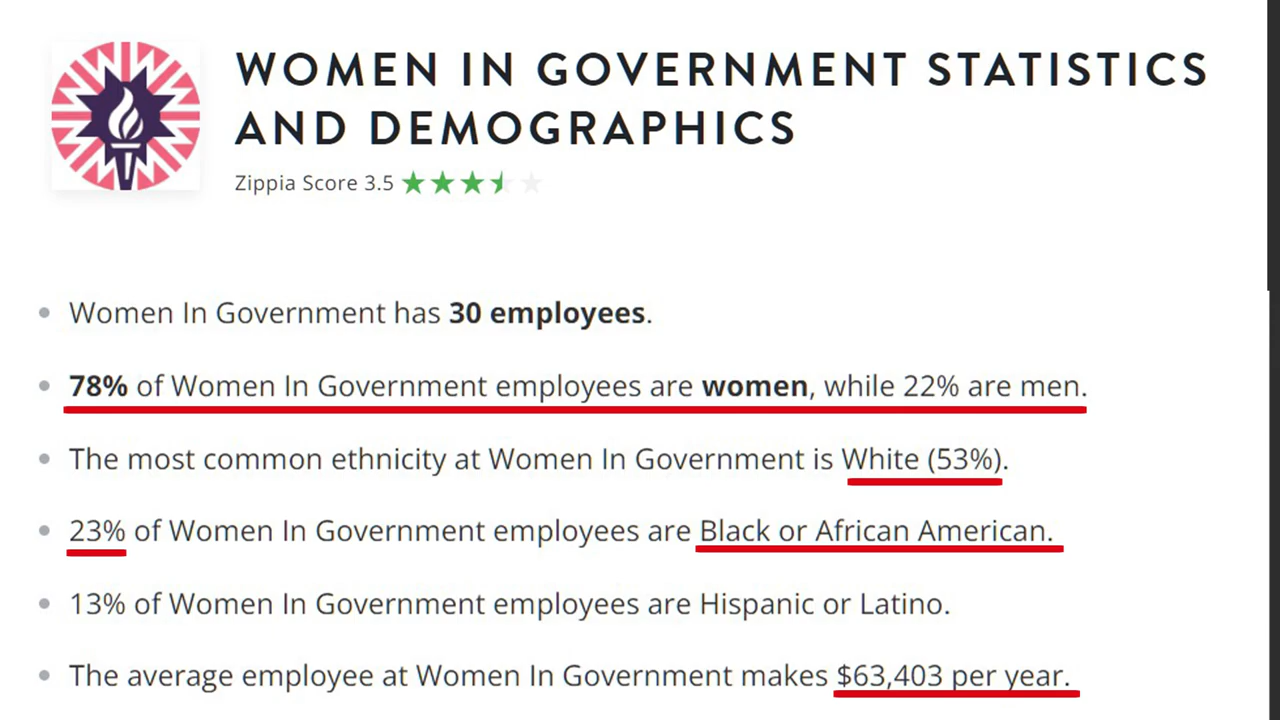 WOMEN IN GOVERNMENT STATISTICS
AND DEMOGRAPHICS
Zippia Score 3.5
Women In Government has 30 employees.
78% of Women In Government employees are women, while 22% are men.
The most common ethnicity at Women In Government is White (53%).
23% of Women In Government employees are Black or African American.
13% of Women In Government employees are Hispanic or Latino.
The average employee at Women In Government makes $63,403 per year.